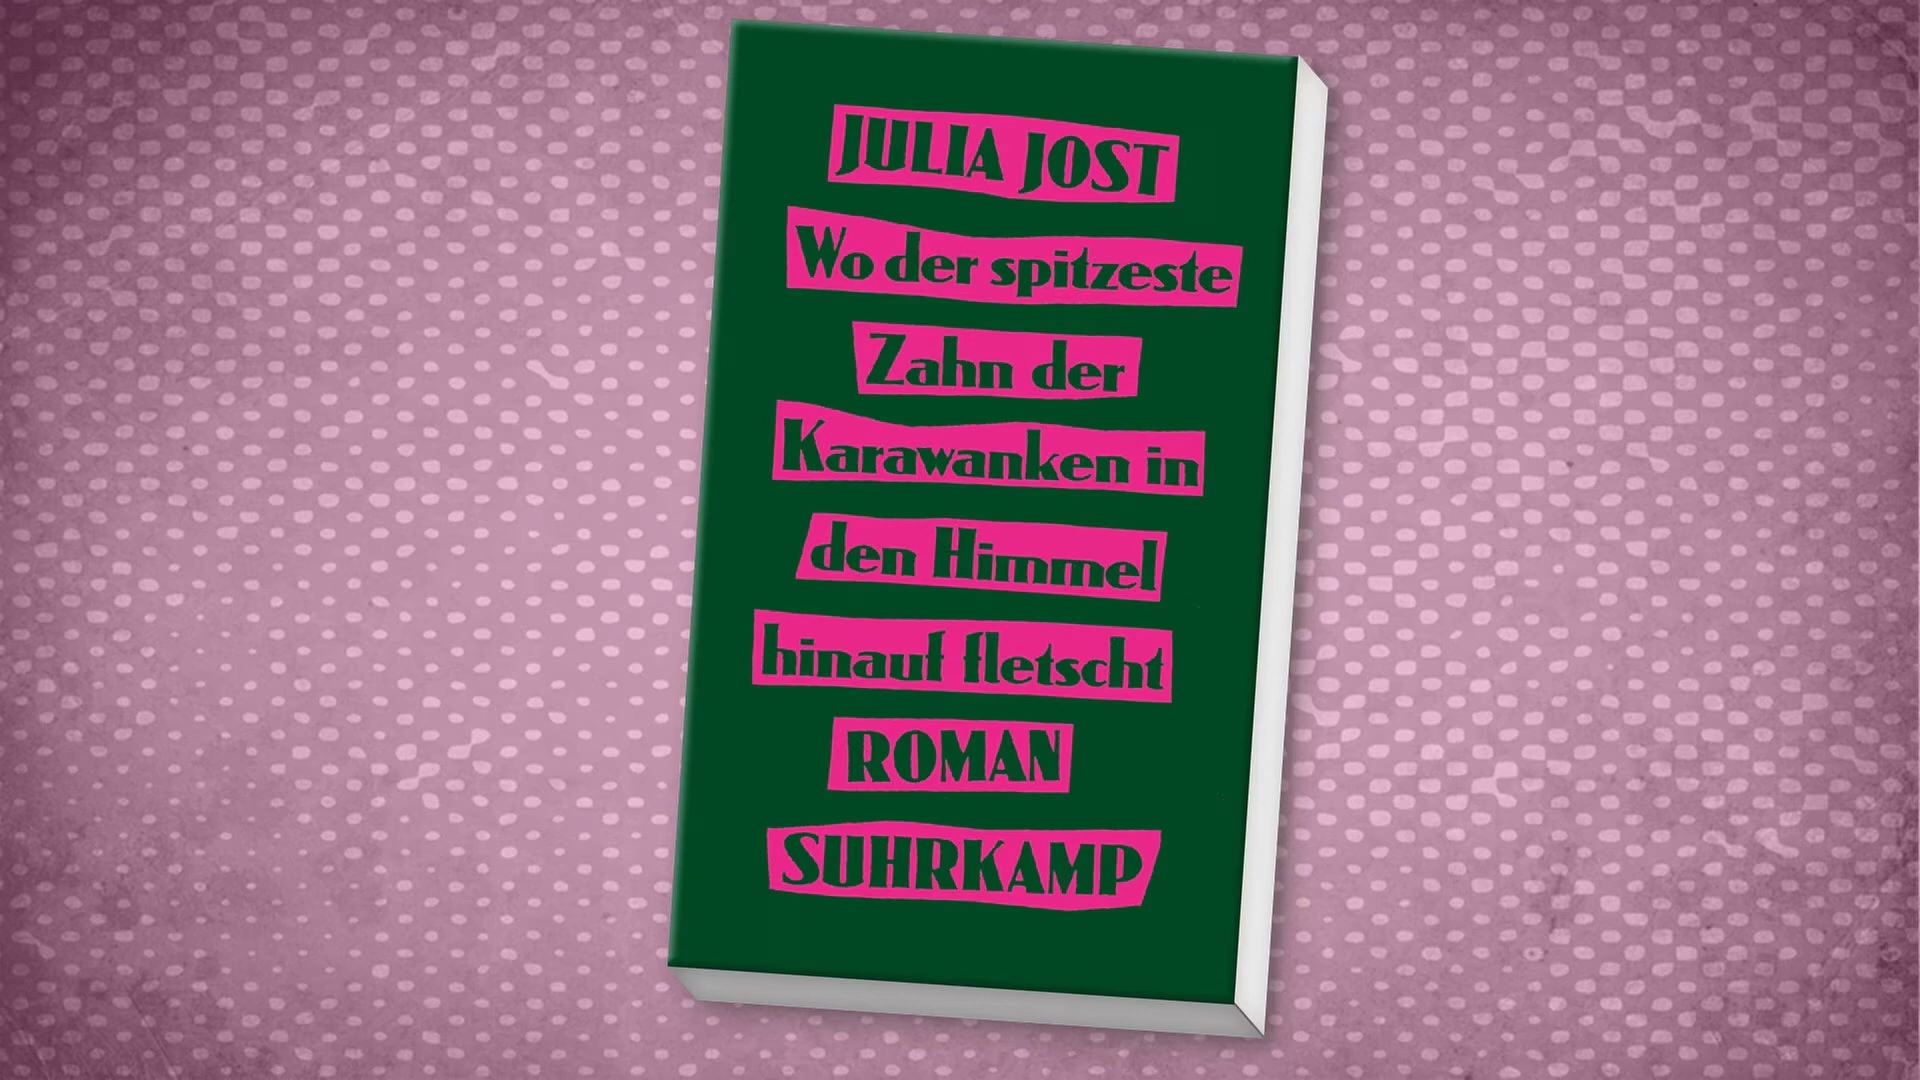 JULIA JOST
Wo der spitzeste
Zahn der
Karawanken in
den Himmel
hinauf fletscht
ROMAN
SUHRKAMP